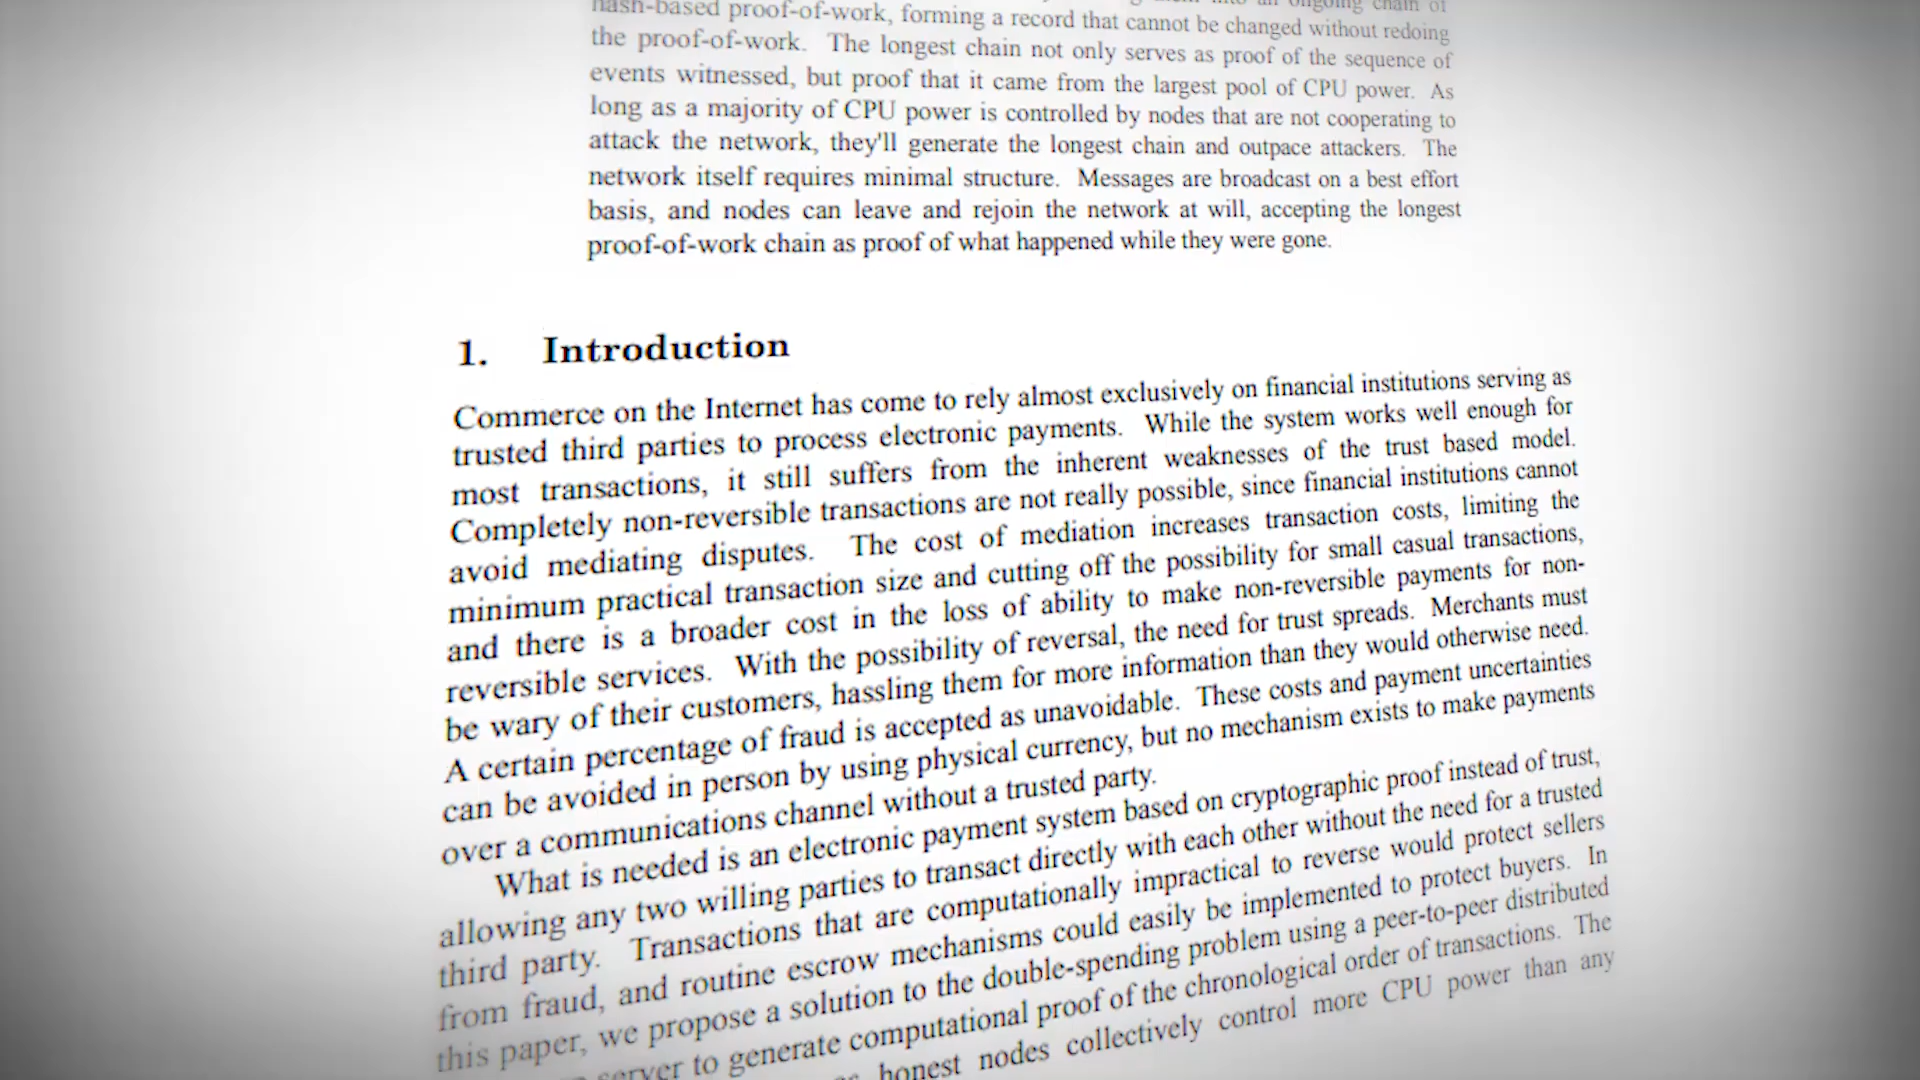 hash-based proof-of-work, forming a record that cannot be changed without redoing
the proof-of-work. The longest chain not only serves as proof of the sequence of
events witnessed, but proof that it came from the largest pool of CPU power. As
long as a majority of CPU power is controlled by nodes that are not cooperating to
attack the network, they'll generate the longest chain and outpace attackers. The
network itself requires minimal structure. Messages are broadcast on a best effort
basis, and nodes can leave and rejoin the network at will, accepting the longest
proof-of-work chain as proof of what happened while they were gone.
1. Introduction
Commerce on the Internet has come to rely almost exclusively on financial institutions serving as
trusted third parties to process electronic payments. While the system works well enough for
most transactions, it still suffers from the inherent weaknesses of the trust based model.
Completely non-reversible transactions are not really possible, since financial institutions cannot
avoid mediating disputes. The cost of mediation increases transaction costs, limiting the
minimum practical transaction size and cutting off the possibility for small casual transactions,
and there is a broader cost in the loss of ability to make non-reversible payments for non-
reversible services. With the possibility of reversal, the need for trust spreads. Merchants must
be wary of their customers, hassling them for more information than they would otherwise need.
A certain percentage of fraud is accepted as unavoidable. These costs and payment uncertainties
can be avoided in person by using physical currency, but no mechanism exists to make payments
over a communications channel without a trusted party.
What is needed is an electronic payment system based on cryptographic proof instead of trust,
allowing any two willing parties to transact directly with each other without the need for a trusted
third party. Transactions that are computationally impractical to reverse would protect sellers
from fraud, and routine escrow mechanisms could easily be implemented to protect buyers. In
this paper, we propose a solution to the double-spending problem using a peer-to-peer distributed
server to generate computational proof of the chronological order of transactions. The
honest nodes collectively control more CPU power than any